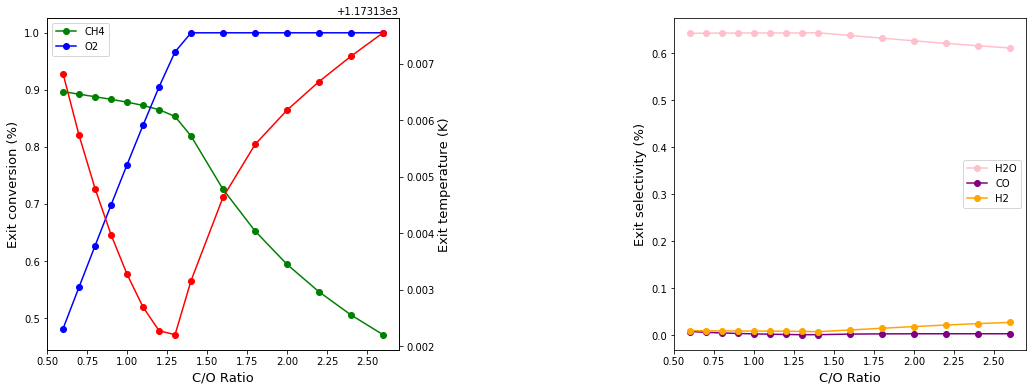 +1.17313e3
CH4
O2
1.0
0.9
0.8
0.7
0.6
0.5
Exit conversion (%)
0.007
0.006
0.005
0.004
0.003
0.002
Exit temperature (K)
0.50 0.75 1.00 1.25 1.50 1.75 2.00 2.25 2.50
C/O Ratio
0.6
0.5
0.4
0.3
0.2
0.1
0.0
Exit selectivity (%)
H2O
CO
H2
0.50 0.75 1.00 1.25 1.50 1.75 2.00 2.25 2.50
C/O Ratio